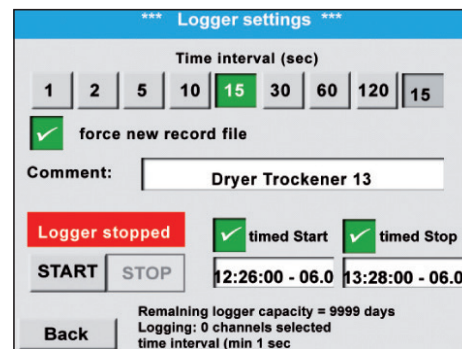 *** Logger settings ***
Time interval (sec)
1 2 5 10 15 30 60 120 15
force new record file
Comment: Dryer Trockener 13
Logger stopped timed Start timed Stop
START STOP 12:26:00 - 06.0 13:28:00 - 06.0
Remaining logger capacity = 9999 days
Logging: 0 channels selected
time interval (min 1 sec
Back